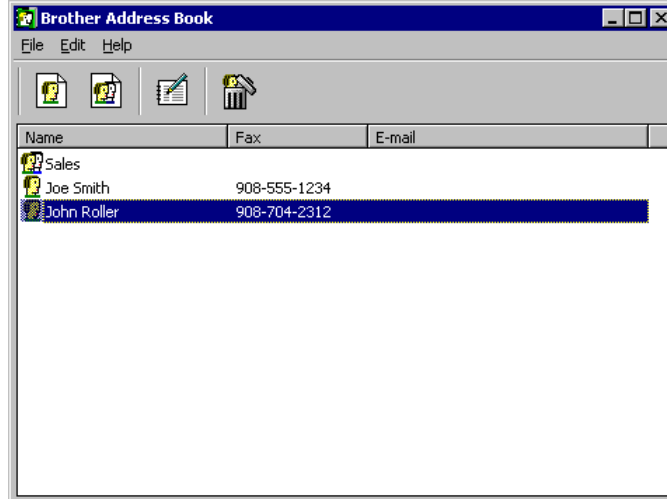 Brother Address Book
File Edit Help
Name Fax E-mail
Sales
Joe Smith 908-555-1234
John Roller 908-704-2312